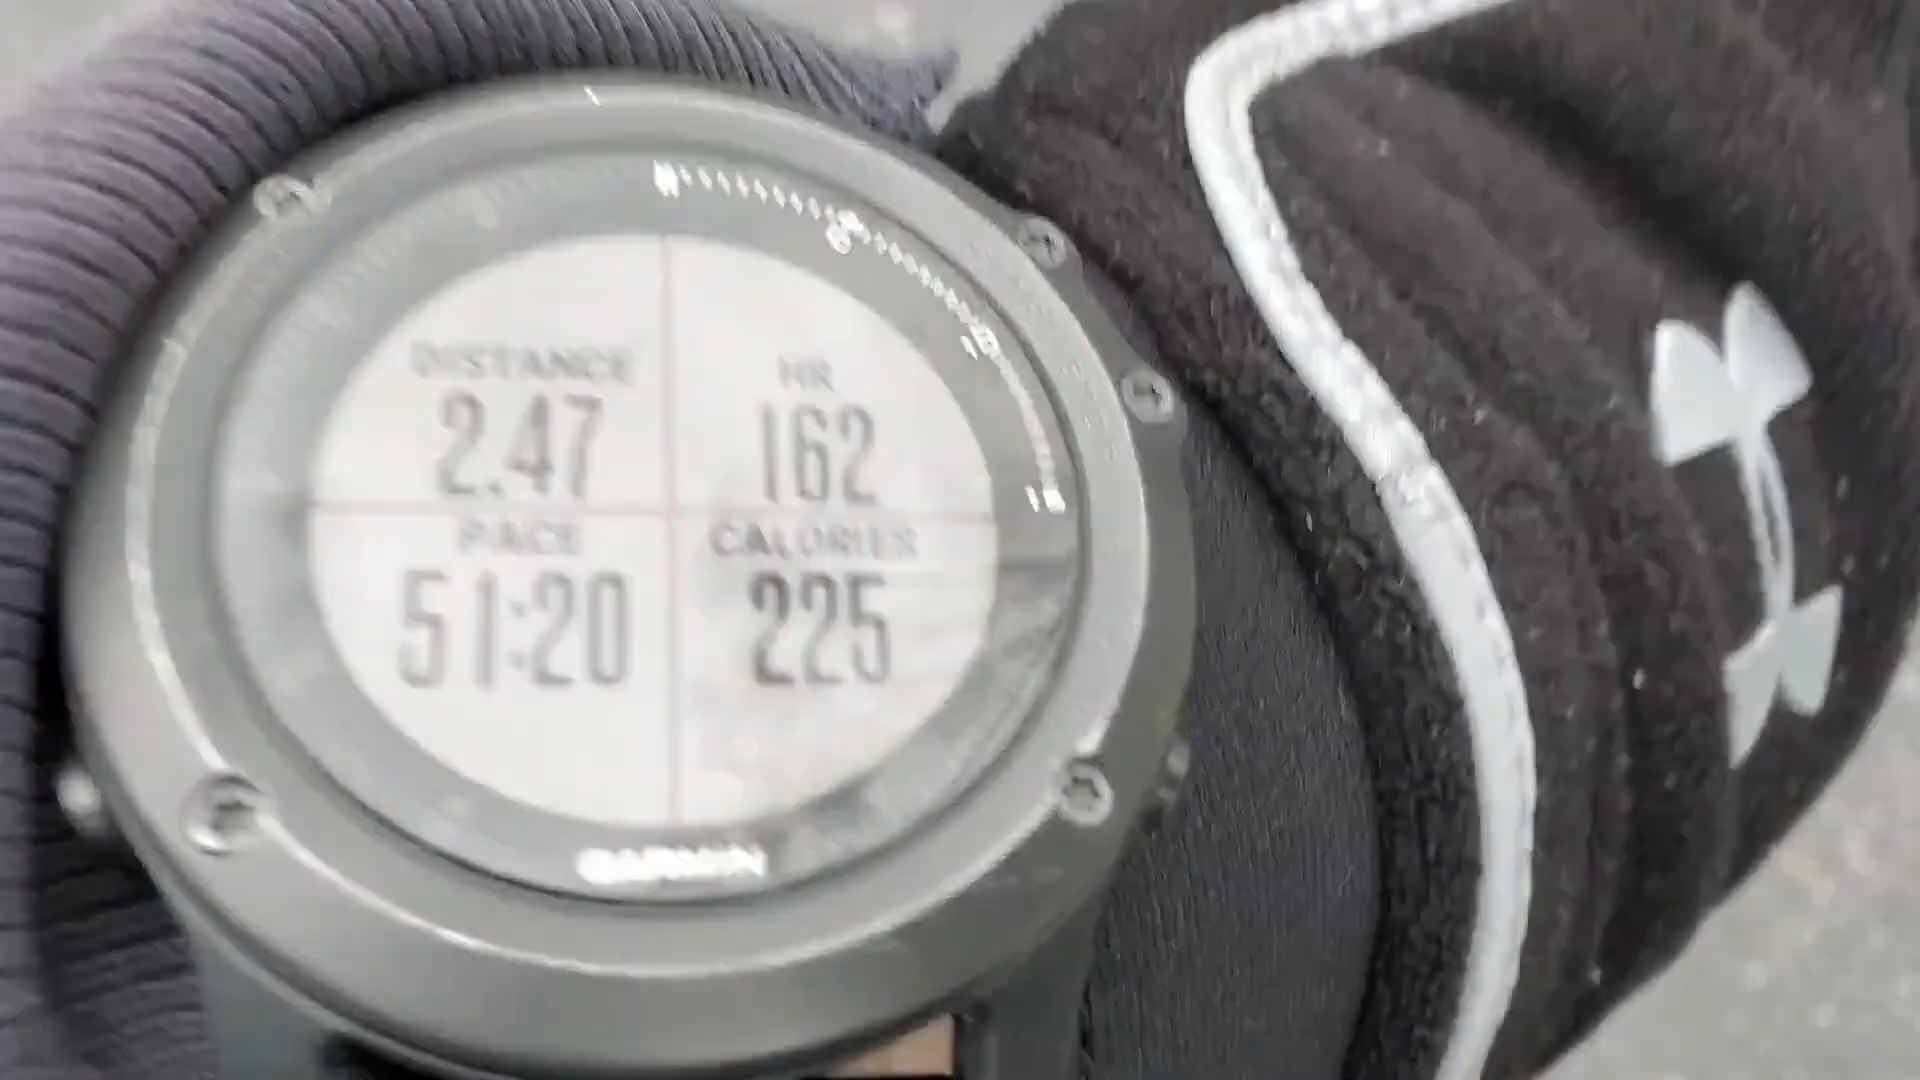 DISTANCE
2.47
HR
162
PACE
51:20
CALORIES
225
GARMIN